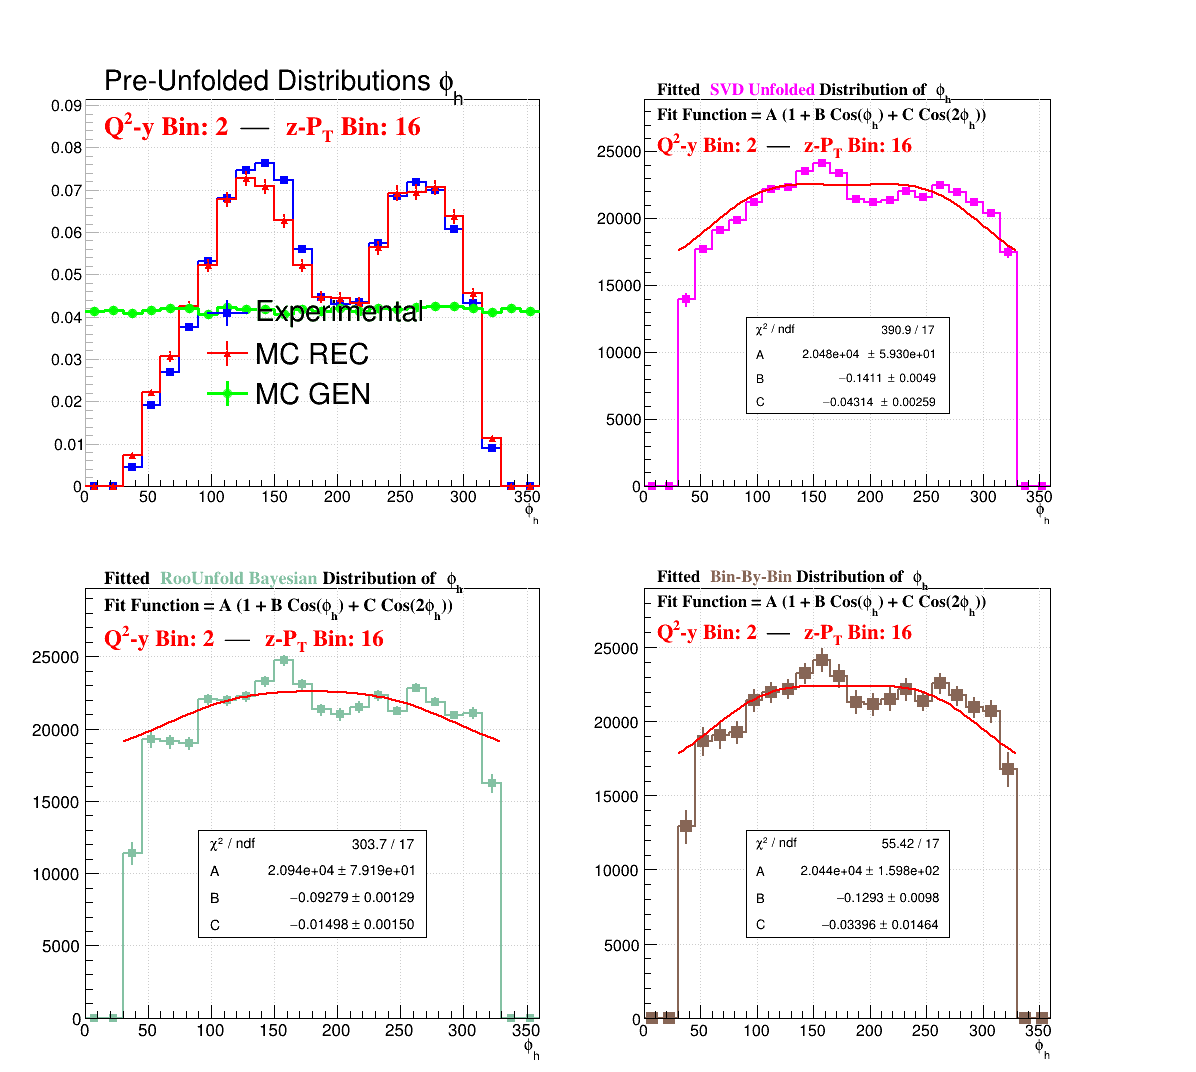 Pre-Unfolded Distributions ϕh
Q²-y Bin: 2 — z-PT Bin: 16
0.09
0.08
0.07
0.06
0.05
0.04
0.03
0.02
0.01
0
Experimental
MC REC
MC GEN
0 50 100 150 200 250 300 350
ϕh
Fitted SVD Unfolded Distribution of ϕh
Fit Function = A (1 + B Cos(ϕh) + C Cos(2ϕh))
Q²-y Bin: 2 — z-PT Bin: 16
25000
20000
15000
10000
5000
0
χ² / ndf 390.9 / 17
A 2.048e+04 ± 5.930e+01
B −0.1411 ± 0.0049
C −0.04314 ± 0.00259
0 50 100 150 200 250 300 350
ϕh
Fitted RooUnfold Bayesian Distribution of ϕh
Fit Function = A (1 + B Cos(ϕh) + C Cos(2ϕh))
Q²-y Bin: 2 — z-PT Bin: 16
25000
20000
15000
10000
5000
0
χ² / ndf 303.7 / 17
A 2.094e+04 ± 7.919e+01
B −0.09279 ± 0.00129
C −0.01498 ± 0.00150
0 50 100 150 200 250 300 350
ϕh
Fitted Bin-By-Bin Distribution of ϕh
Fit Function = A (1 + B Cos(ϕh) + C Cos(2ϕh))
Q²-y Bin: 2 — z-PT Bin: 16
25000
20000
15000
10000
5000
0
χ² / ndf 55.42 / 17
A 2.044e+04 ± 1.598e+02
B −0.1293 ± 0.0098
C −0.03396 ± 0.01464
0 50 100 150 200 250 300 350
ϕh